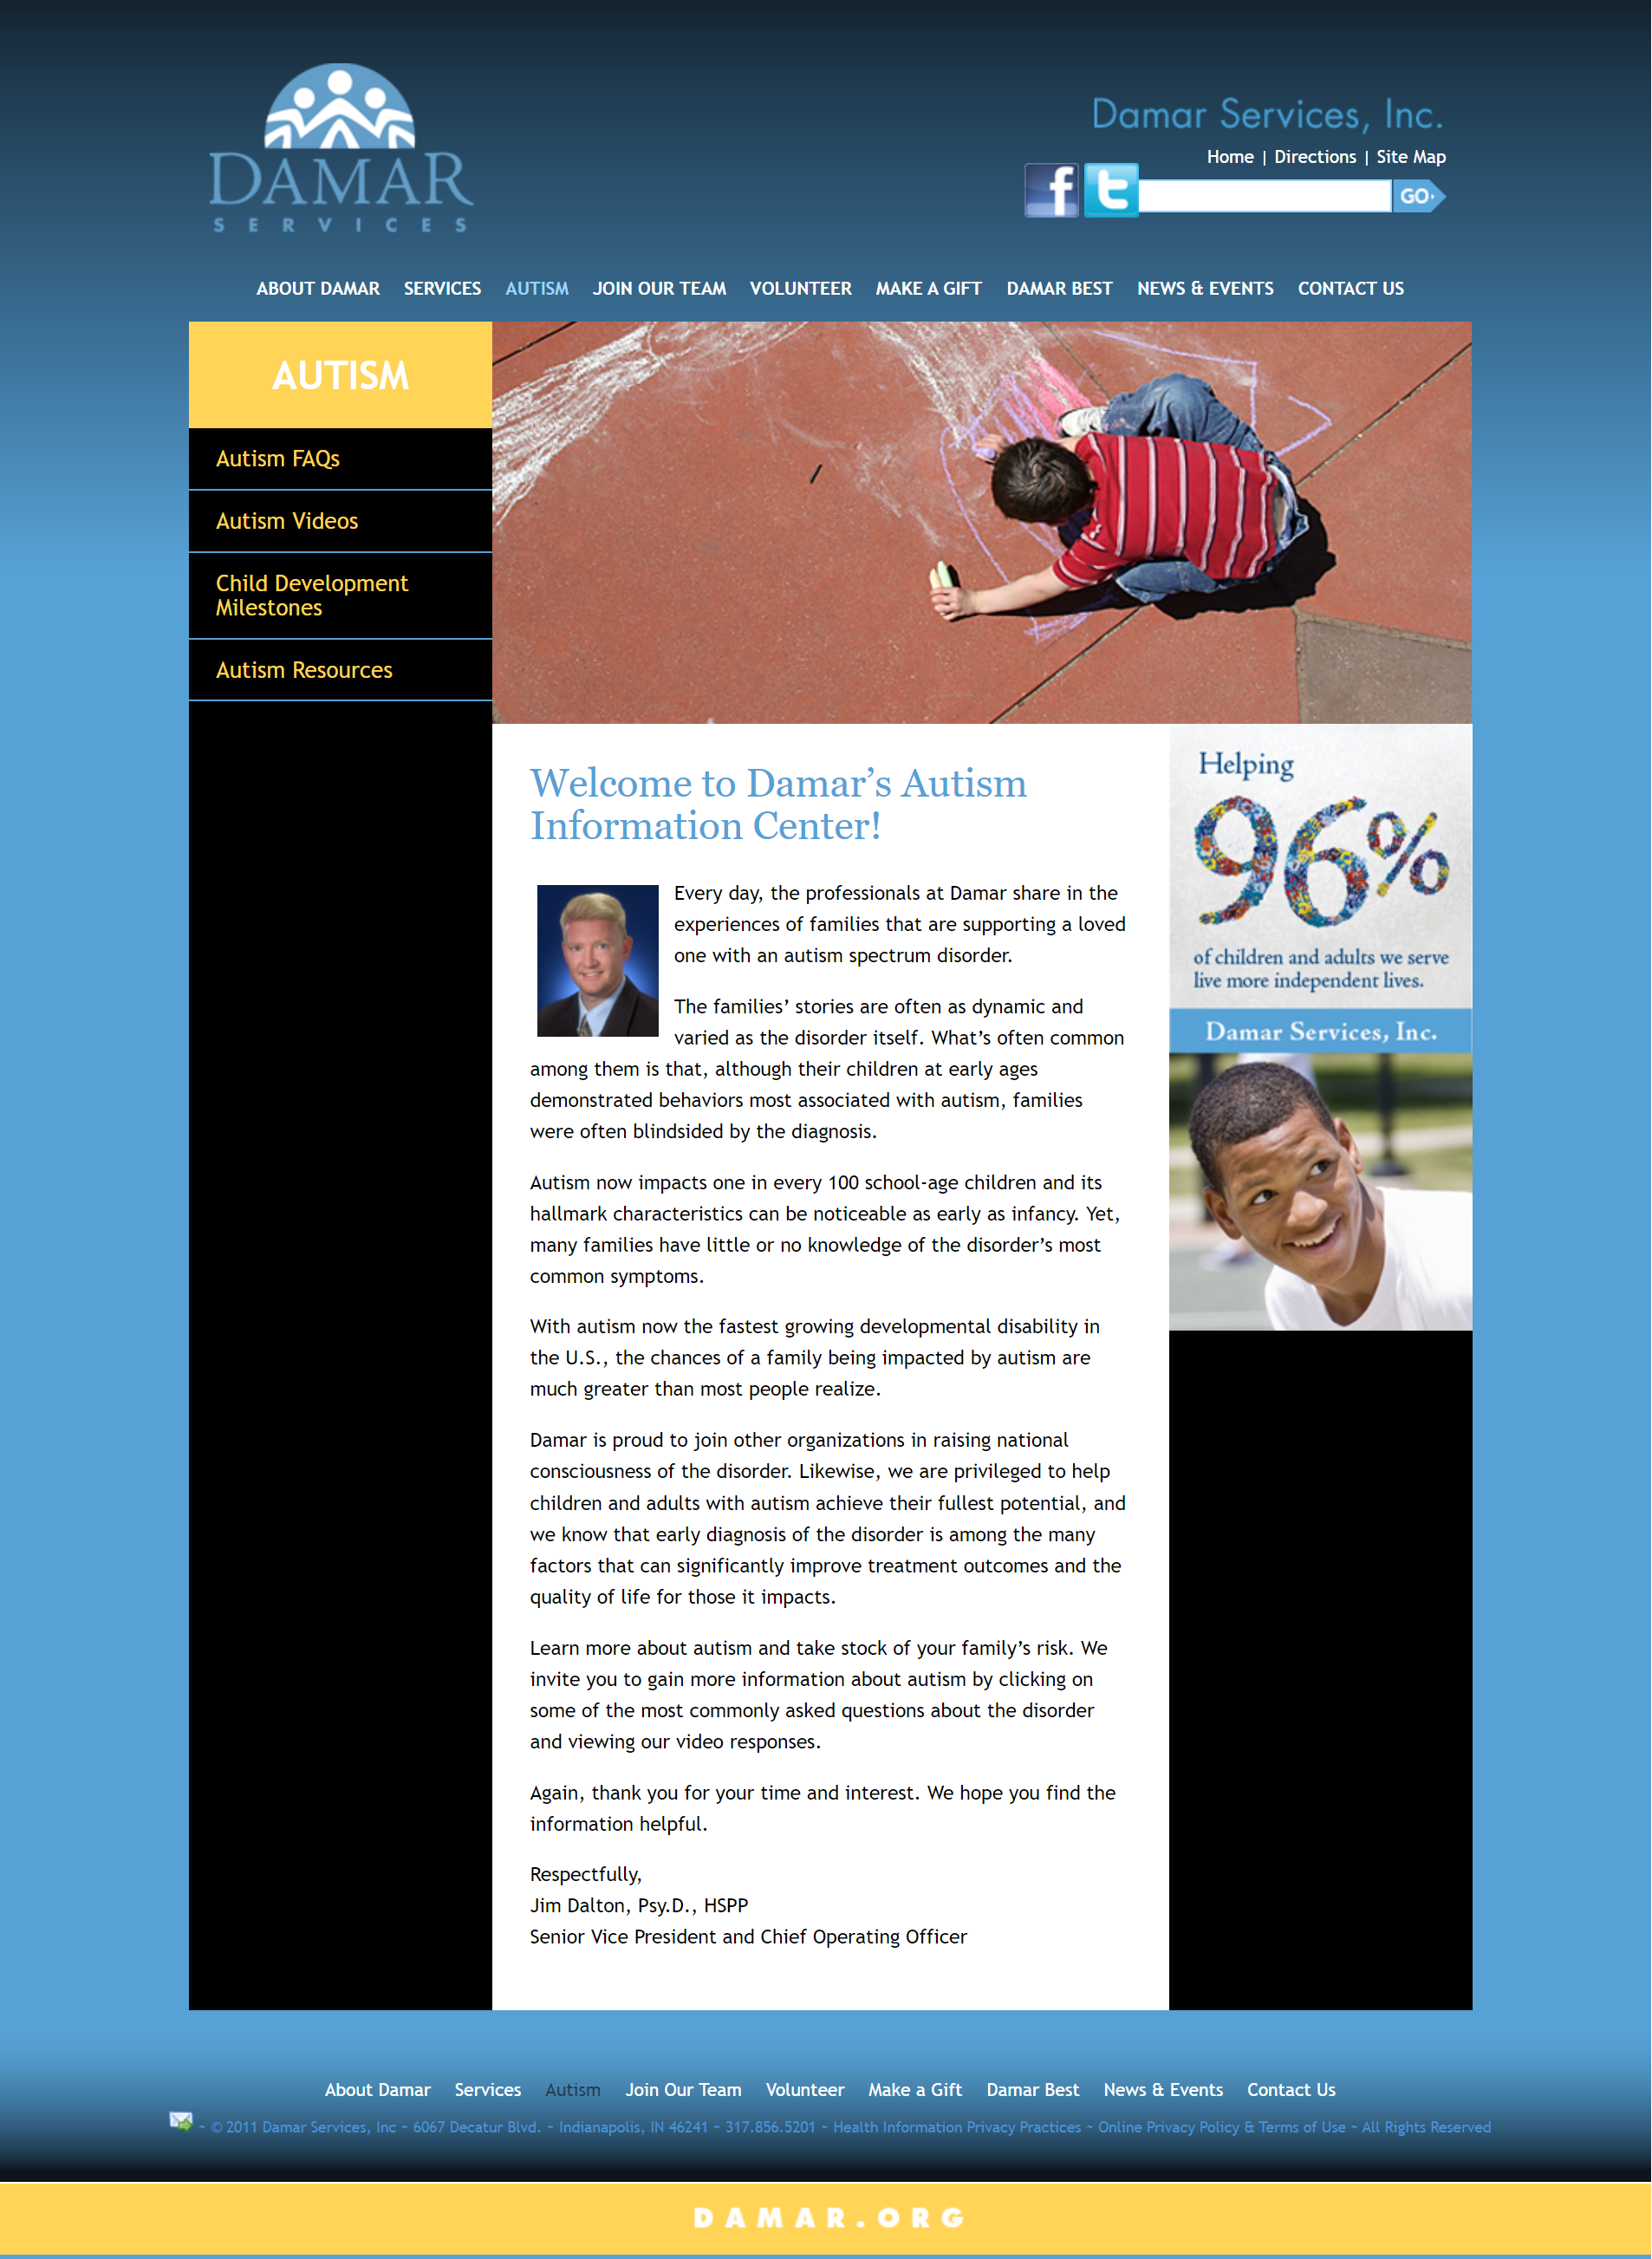 DAMAR
SERVICES
Damar Services, Inc.
Home | Directions | Site Map
f
t
GO
ABOUT DAMAR SERVICES AUTISM JOIN OUR TEAM VOLUNTEER MAKE A GIFT DAMAR BEST NEWS & EVENTS CONTACT US
AUTISM
Autism FAQs
Autism Videos
Child Development
Milestones
Autism Resources
Welcome to Damar’s Autism
Information Center!
Every day, the professionals at Damar share in the
experiences of families that are supporting a loved
one with an autism spectrum disorder.
The families’ stories are often as dynamic and
varied as the disorder itself. What’s often common
among them is that, although their children at early ages
demonstrated behaviors most associated with autism, families
were often blindsided by the diagnosis.
Autism now impacts one in every 100 school-age children and its
hallmark characteristics can be noticeable as early as infancy. Yet,
many families have little or no knowledge of the disorder’s most
common symptoms.
With autism now the fastest growing developmental disability in
the U.S., the chances of a family being impacted by autism are
much greater than most people realize.
Damar is proud to join other organizations in raising national
consciousness of the disorder. Likewise, we are privileged to help
children and adults with autism achieve their fullest potential, and
we know that early diagnosis of the disorder is among the many
factors that can significantly improve treatment outcomes and the
quality of life for those it impacts.
Learn more about autism and take stock of your family’s risk. We
invite you to gain more information about autism by clicking on
some of the most commonly asked questions about the disorder
and viewing our video responses.
Again, thank you for your time and interest. We hope you find the
information helpful.
Respectfully,
Jim Dalton, Psy.D., HSPP
Senior Vice President and Chief Operating Officer
Helping
96%
of children and adults we serve
live more independent lives.
Damar Services, Inc.
About Damar Services Autism Join Our Team Volunteer Make a Gift Damar Best News & Events Contact Us
~ © 2011 Damar Services, Inc ~ 6067 Decatur Blvd. ~ Indianapolis, IN 46241 ~ 317.856.5201 ~ Health Information Privacy Practices ~ Online Privacy Policy & Terms of Use ~ All Rights Reserved
DAMAR.ORG